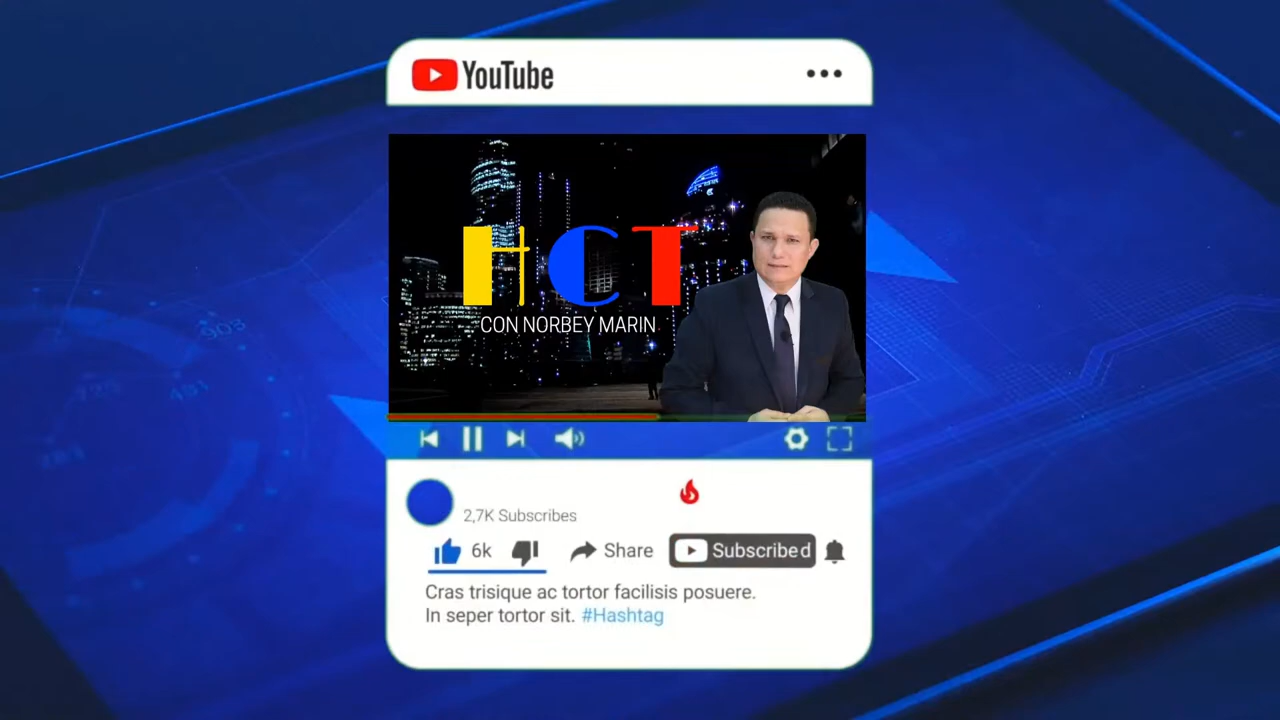 YouTube
HCT
CON NORBEY MARIN
903
2,7K Subscribes
6k
Share
Subscribed
Cras trisique ac tortor facilisis posuere.
In seper tortor sit. #Hashtag